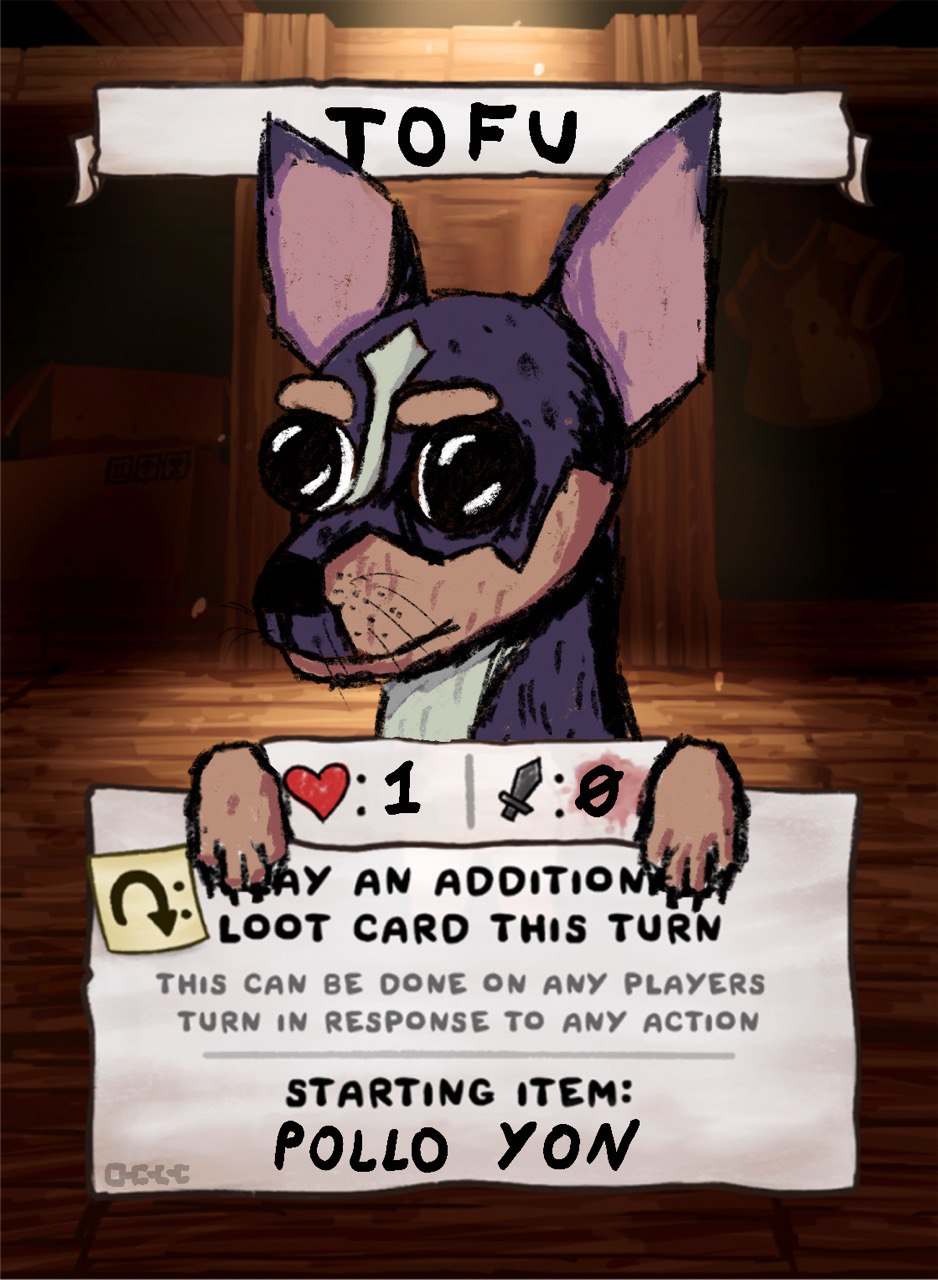 TOFU
: 1 | : 0
AY AN ADDITION
LOOT CARD THIS TURN
THIS CAN BE DONE ON ANY PLAYERS
TURN IN RESPONSE TO ANY ACTION
STARTING ITEM:
POLLO YON